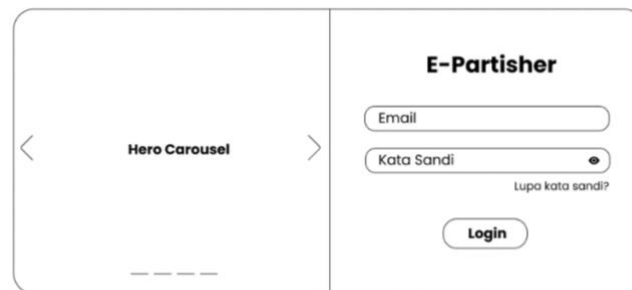 Hero Carousel
E-Partisher
Email
Kata Sandi
Lupa kata sandi?
Login